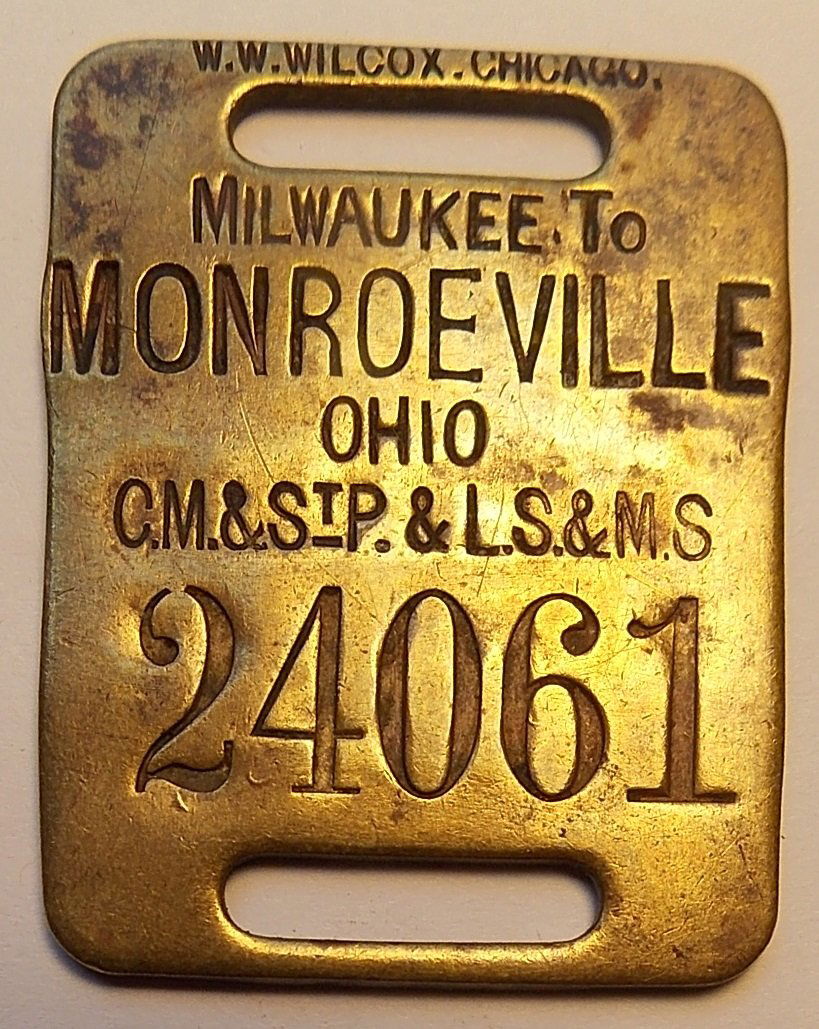 W.W.WILCOX.CHICAGO.
MILWAUKEE.TO
MONROEVILLE
OHIO
C.M.&.STP.&L.S.&M.S
24061